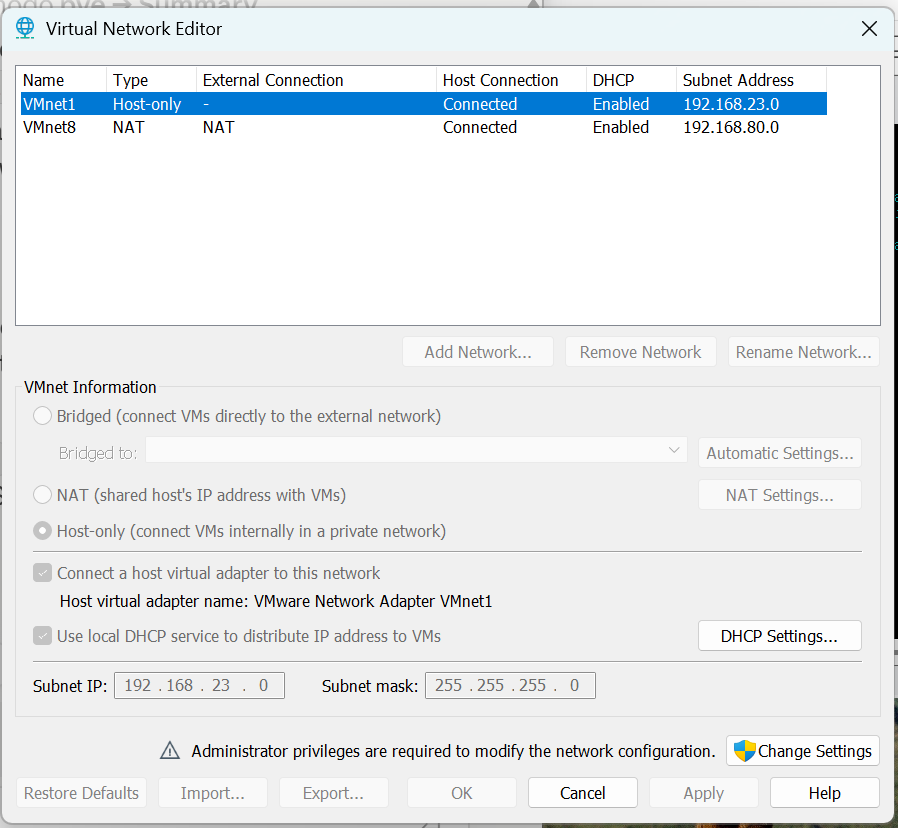 Virtual Network Editor
Name Type External Connection Host Connection DHCP Subnet Address
VMnet1 Host-only - Connected Enabled 192.168.23.0
VMnet8 NAT NAT Connected Enabled 192.168.80.0
Add Network... Remove Network Rename Network...
VMnet Information
Bridged (connect VMs directly to the external network)
Bridged to: Automatic Settings...
NAT (shared host's IP address with VMs) NAT Settings...
Host-only (connect VMs internally in a private network)
Connect a host virtual adapter to this network
Host virtual adapter name: VMware Network Adapter VMnet1
Use local DHCP service to distribute IP address to VMs DHCP Settings...
Subnet IP: 192 . 168 . 23 . 0 Subnet mask: 255 . 255 . 255 . 0
Administrator privileges are required to modify the network configuration. Change Settings
Restore Defaults Import... Export... OK Cancel Apply Help